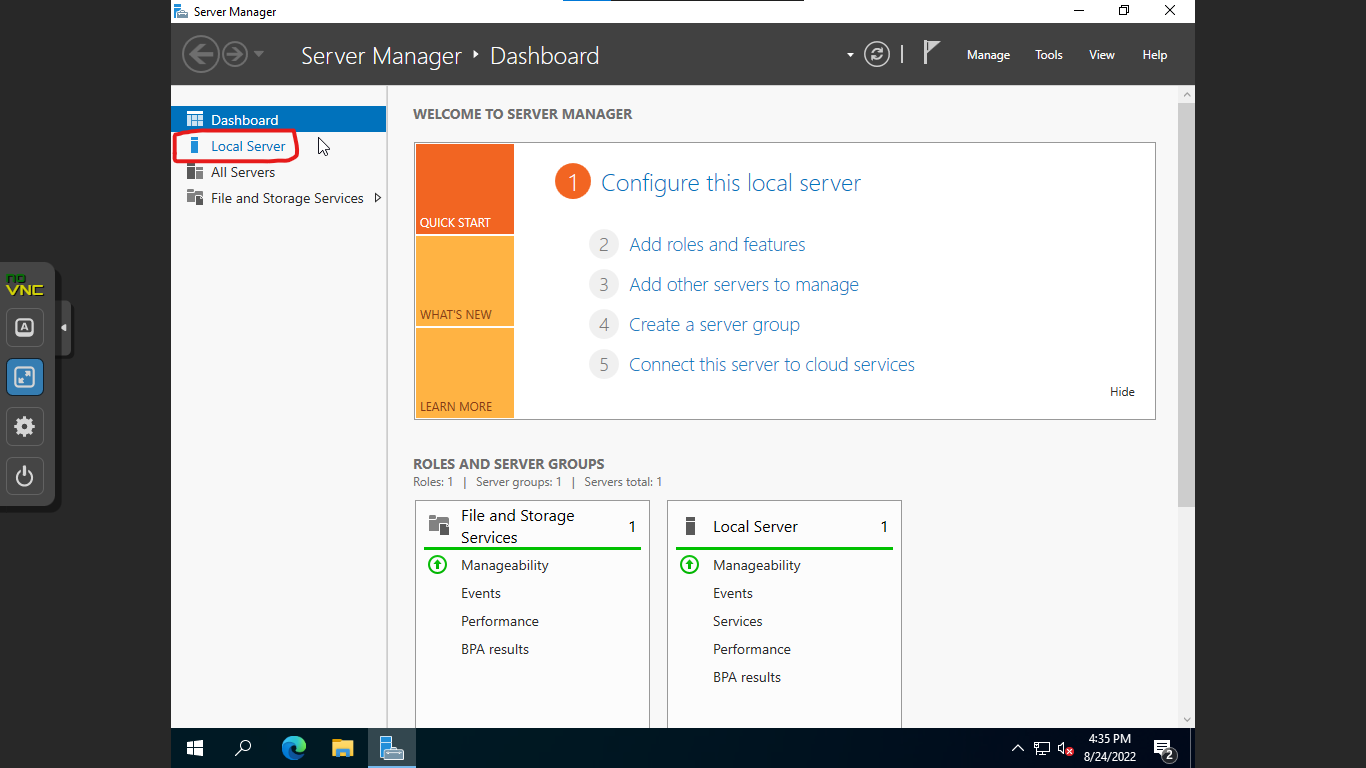 Server Manager
Server Manager ‣ Dashboard
Manage Tools View Help
Dashboard
Local Server
All Servers
File and Storage Services
WELCOME TO SERVER MANAGER
QUICK START
WHAT'S NEW
LEARN MORE
1 Configure this local server
2 Add roles and features
3 Add other servers to manage
4 Create a server group
5 Connect this server to cloud services
Hide
ROLES AND SERVER GROUPS
Roles: 1 | Server groups: 1 | Servers total: 1
File and Storage
Services 1
Manageability
Events
Performance
BPA results
Local Server 1
Manageability
Events
Services
Performance
BPA results
no
VNC
A
4:35 PM
8/24/2022
2